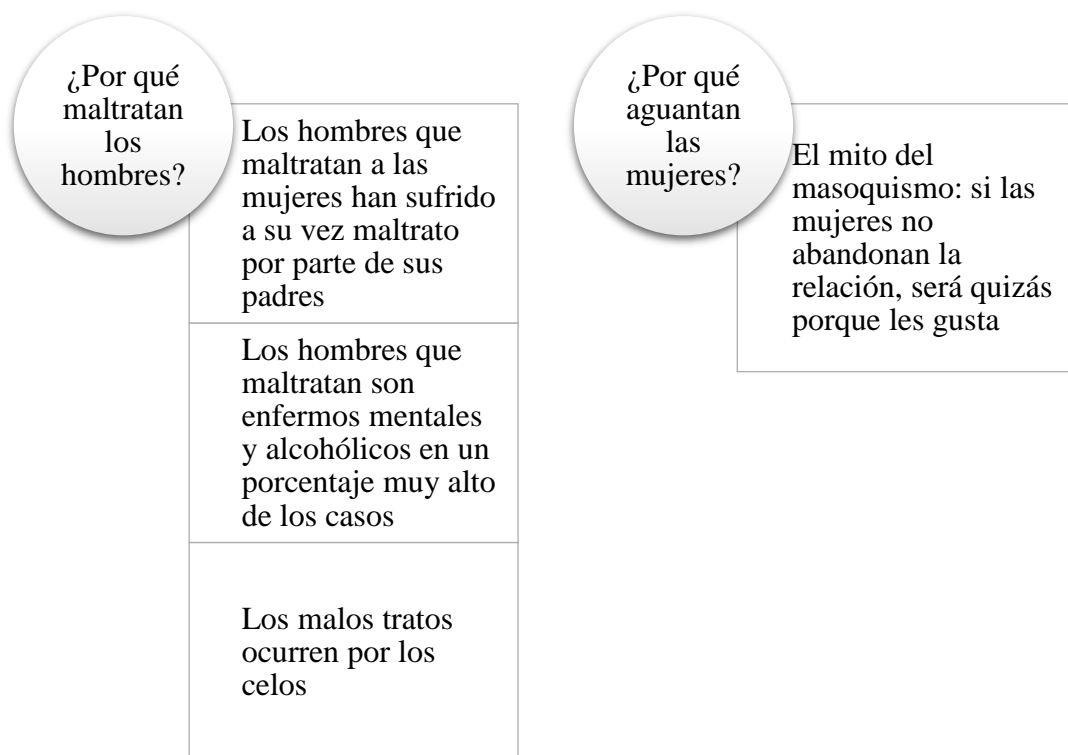 ¿Por qué
maltratan
los
hombres?
Los hombres que
maltratan a las
mujeres han sufrido
a su vez maltrato
por parte de sus
padres
Los hombres que
maltratan son
enfermos mentales
y alcohólicos en un
porcentaje muy alto
de los casos
Los malos tratos
ocurren por los
celos
¿Por qué
aguantan
las
mujeres?
El mito del
masoquismo: si las
mujeres no
abandonan la
relación, será quizás
porque les gusta